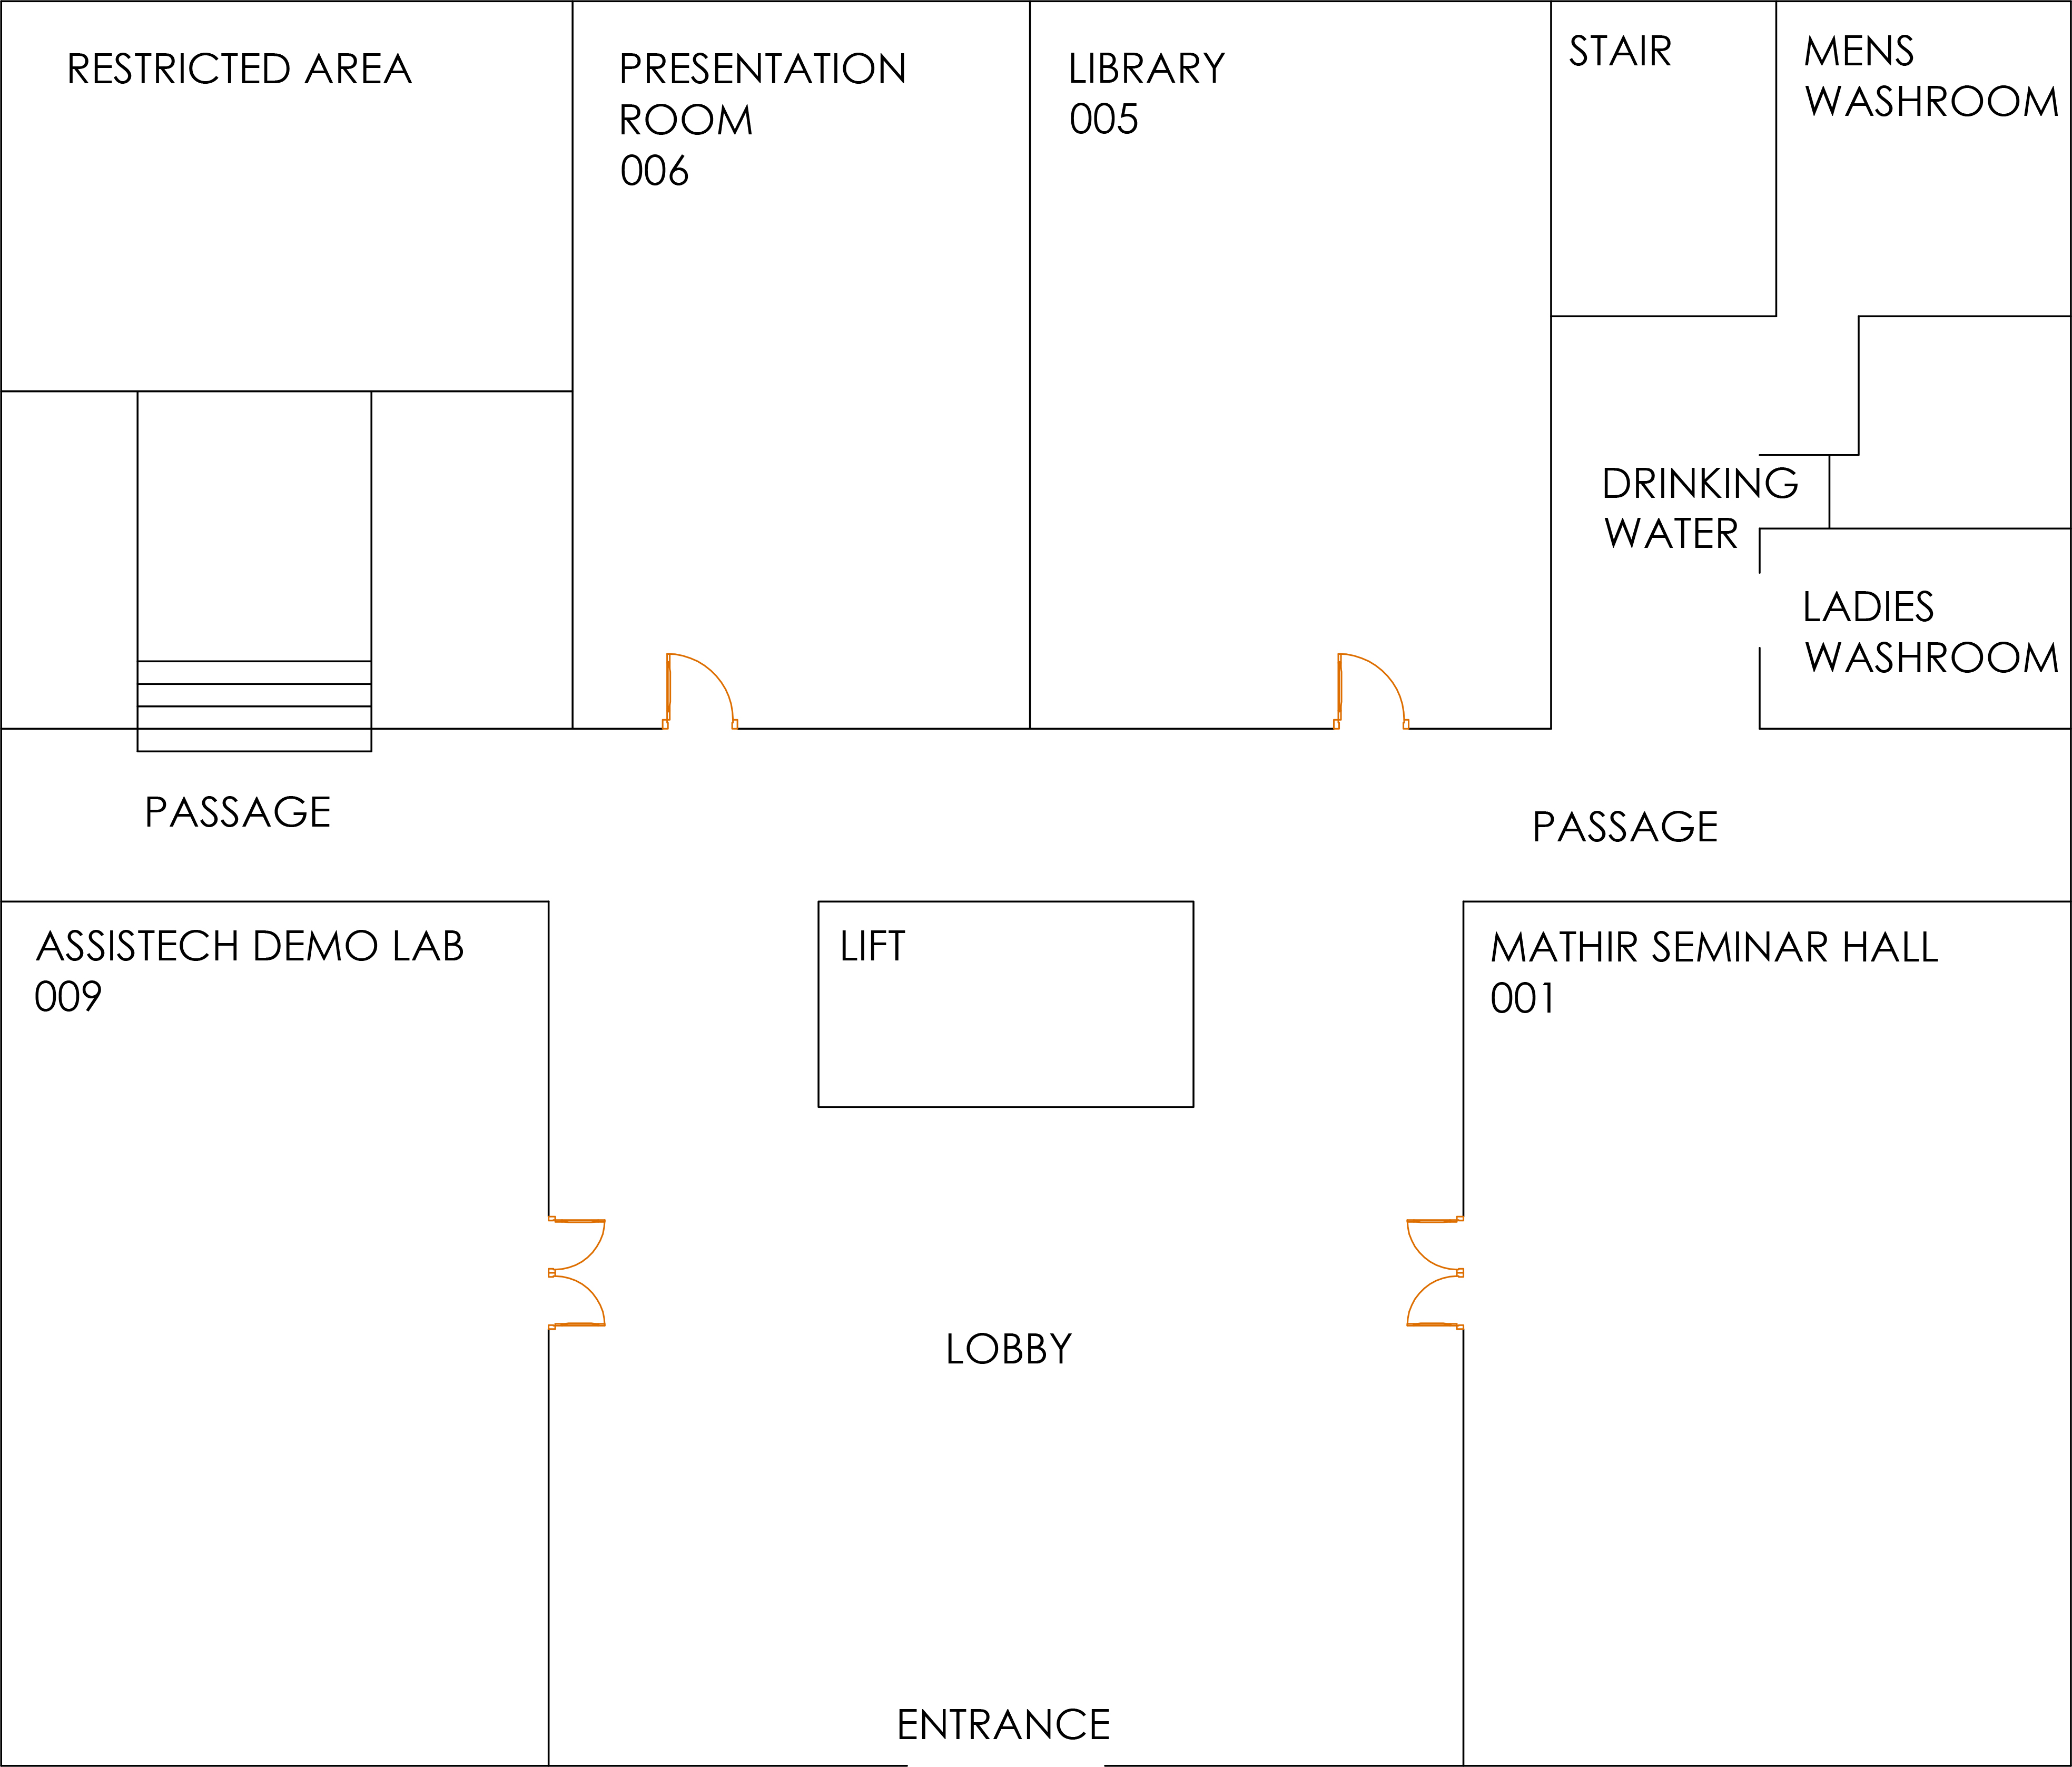 RESTRICTED AREA
PRESENTATION
ROOM
006
LIBRARY
005
STAIR
MENS
WASHROOM
DRINKING
WATER
LADIES
WASHROOM
PASSAGE
PASSAGE
ASSISTECH DEMO LAB
009
LIFT
MATHIR SEMINAR HALL
001
LOBBY
ENTRANCE